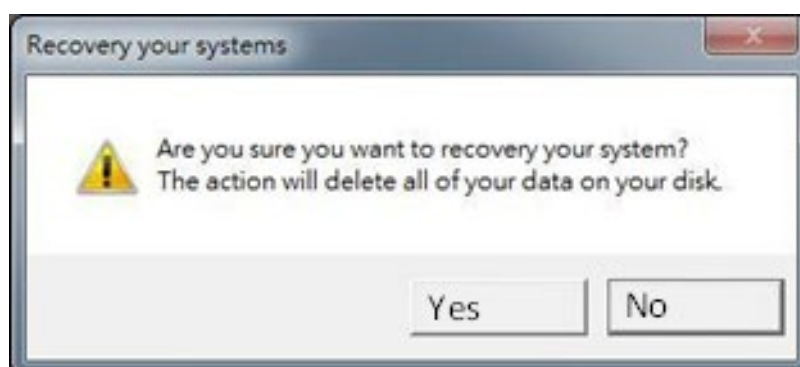 Recovery your systems
Are you sure you want to recovery your system?
The action will delete all of your data on your disk.
Yes
No